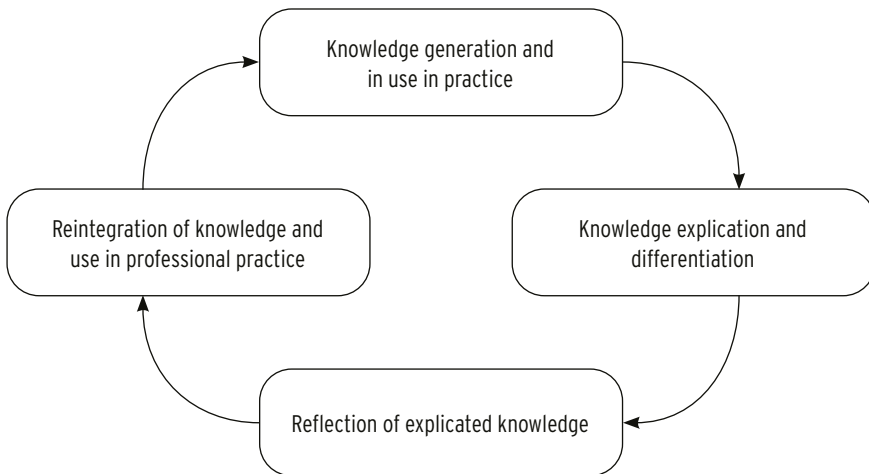 Knowledge generation and
in use in practice
Reintegration of knowledge and
use in professional practice
Knowledge explication and
differentiation
Reflection of explicated knowledge